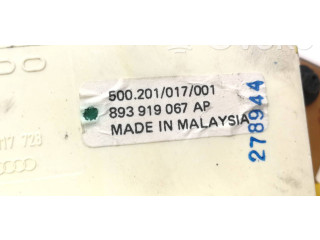 500.201/017/001
893 919 067 AP
MADE IN MALAYSIA
278944